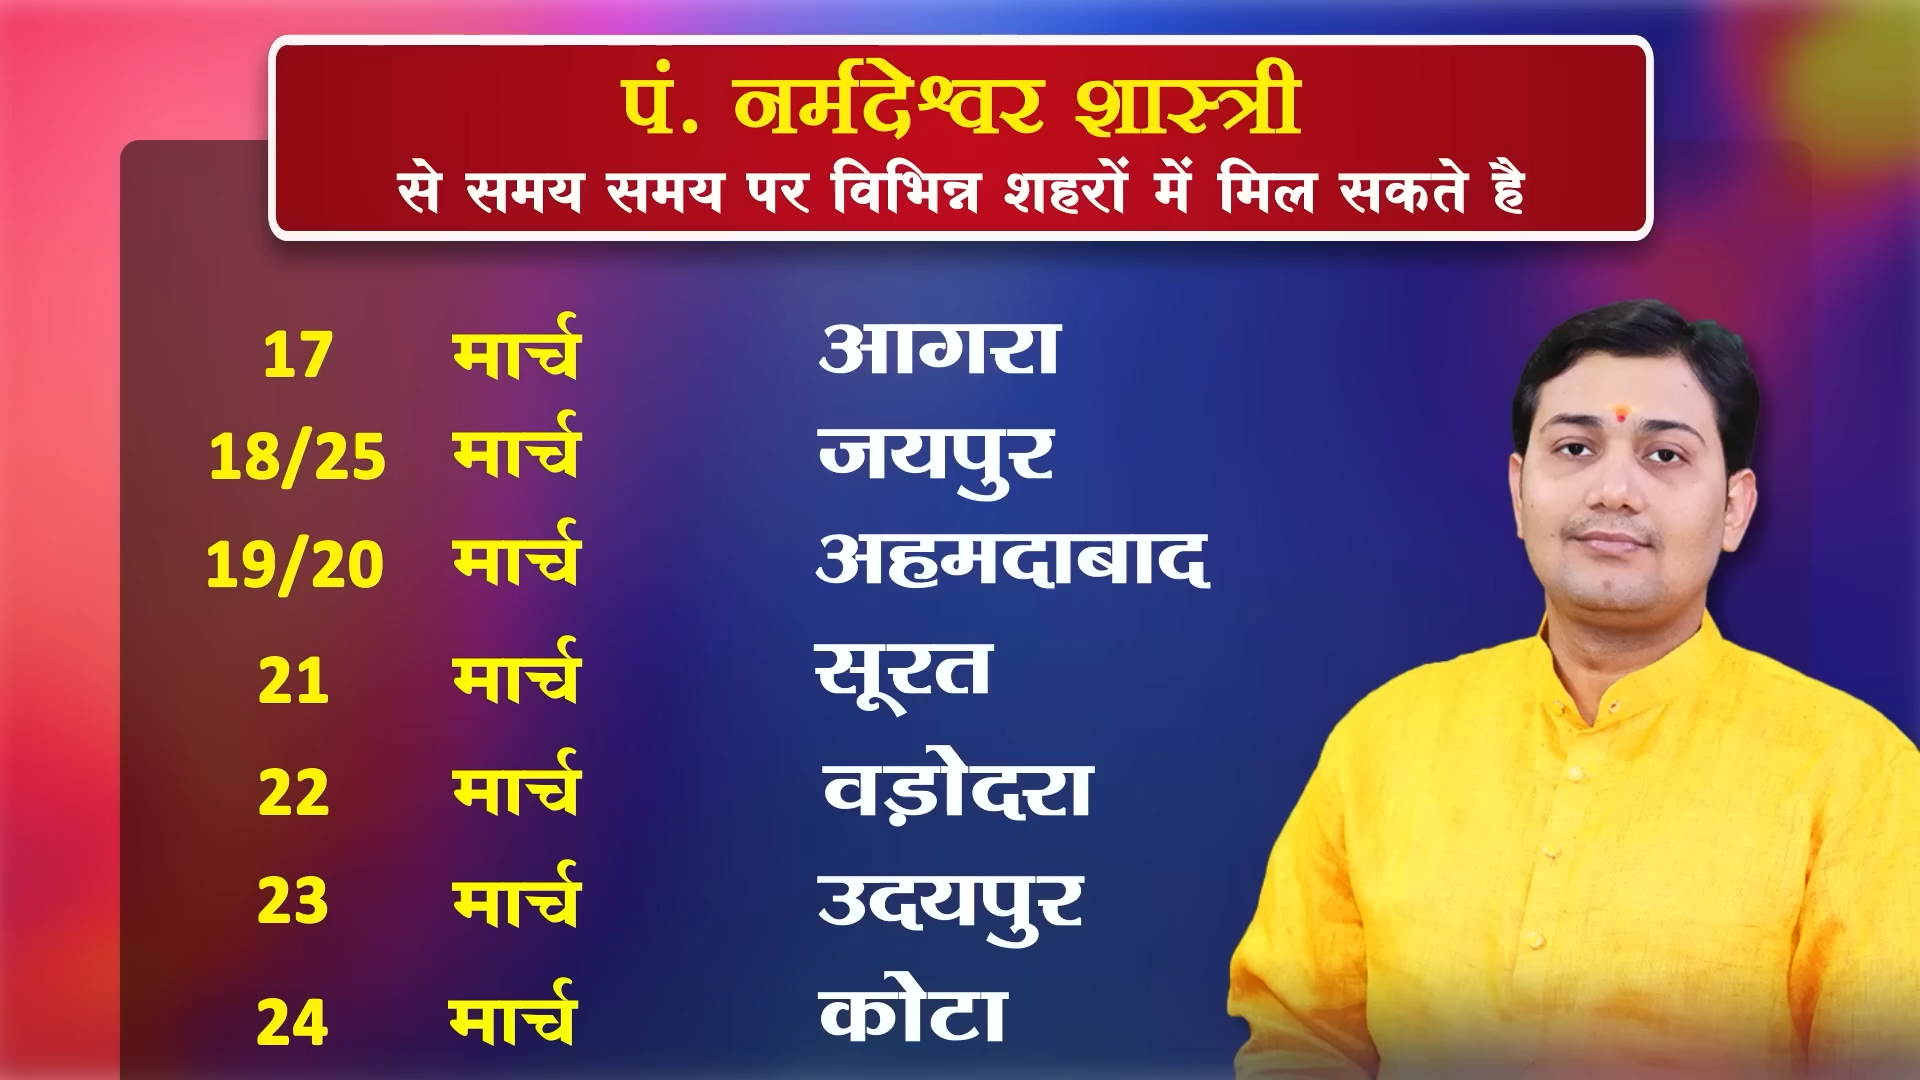 पं. नर्मदेश्वर शास्त्री
से समय समय पर विभिन्न शहरों में मिल सकते है
17 मार्च आगरा
18/25 मार्च जयपुर
19/20 मार्च अहमदाबाद
21 मार्च सूरत
22 मार्च वड़ोदरा
23 मार्च उदयपुर
24 मार्च कोटा